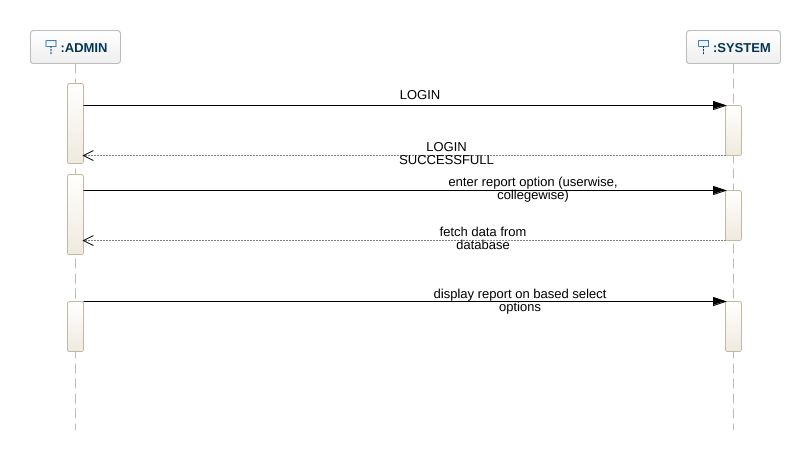 :ADMIN
:SYSTEM
LOGIN
LOGIN
SUCCESSFULL
enter report option (userwise,
collegewise)
fetch data from
database
display report on based select
options